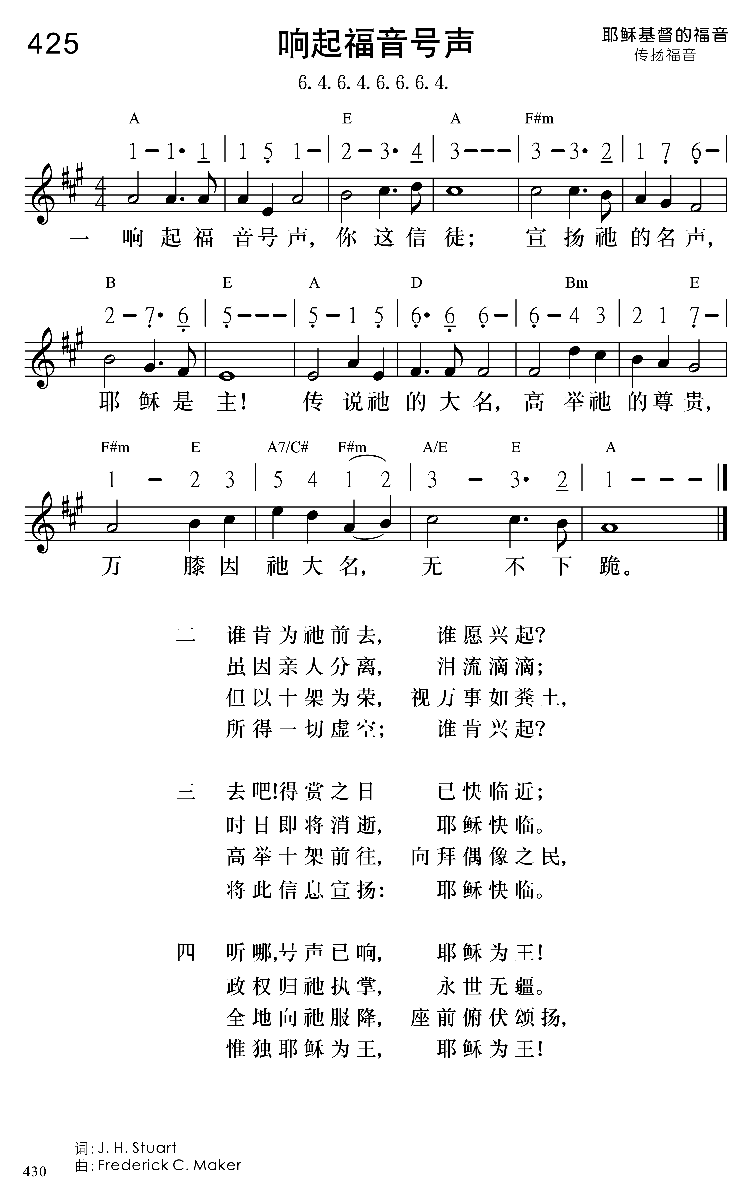 425
响起福音号声
耶稣基督的福音
传扬福音
6. 4. 6. 4. 6. 6. 6. 4.
A E A F#m
1 – 1· 1 | 1 5 1 – | 2 – 3· 4 | 3 – – – | 3 – 3· 2 | 1 7 6 – |
4/4
一 响起福音号声，你这信徒；宣扬祂的名声，
B E A D Bm E
2 – 7· 6 | 5 – – – | 5 – 1 5 | 6· 6 6 – | 6 – 4 3 | 2 1 7 – |
耶稣是主！传说祂的大名，高举祂的尊贵，
F#m E A7/C# F#m A/E E A
1 – 2 3 | 5 4 1 2 | 3 – 3· 2 | 1 – – ‖
万膝因祂大名，无不下跪。
二 谁肯为祂前去， 谁愿兴起？
虽因亲人分离， 泪流滴滴；
但以十架为荣， 视万事如粪土，
所得一切虚空； 谁肯兴起？
三 去吧！得赏之日 已快临近；
时日即将消逝， 耶稣快临。
高举十架前往， 向拜偶像之民，
将此信息宣扬： 耶稣快临。
四 听哪，号声已响， 耶稣为王！
政权归祂执掌， 永世无疆。
全地向祂服降， 座前俯伏颂扬，
惟独耶稣为王， 耶稣为王！
词：J. H. Stuart
曲：Frederick C. Maker
430